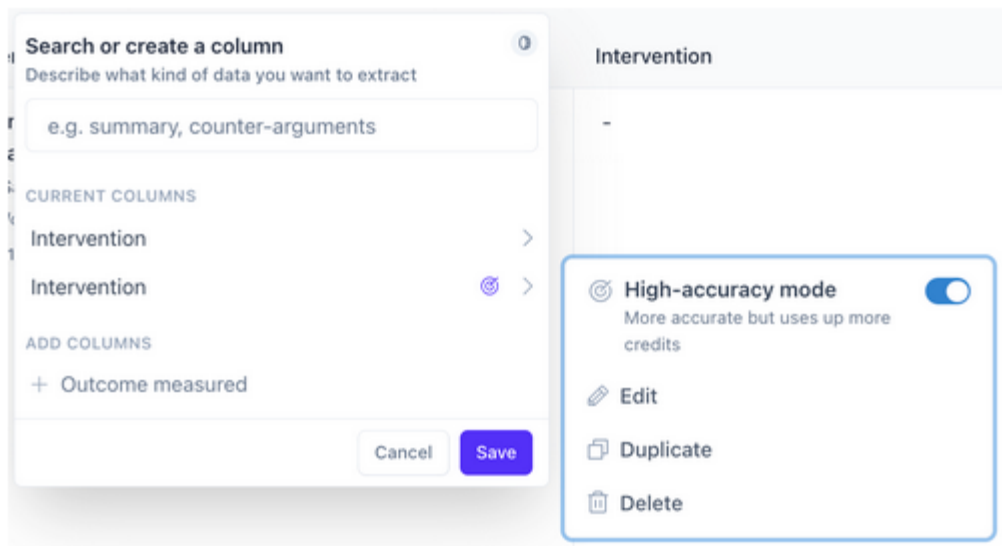 Search or create a column
Describe what kind of data you want to extract
e.g. summary, counter-arguments
CURRENT COLUMNS
Intervention
Intervention
ADD COLUMNS
+ Outcome measured
Cancel
Save
Intervention
-
High-accuracy mode
More accurate but uses up more
credits
Edit
Duplicate
Delete